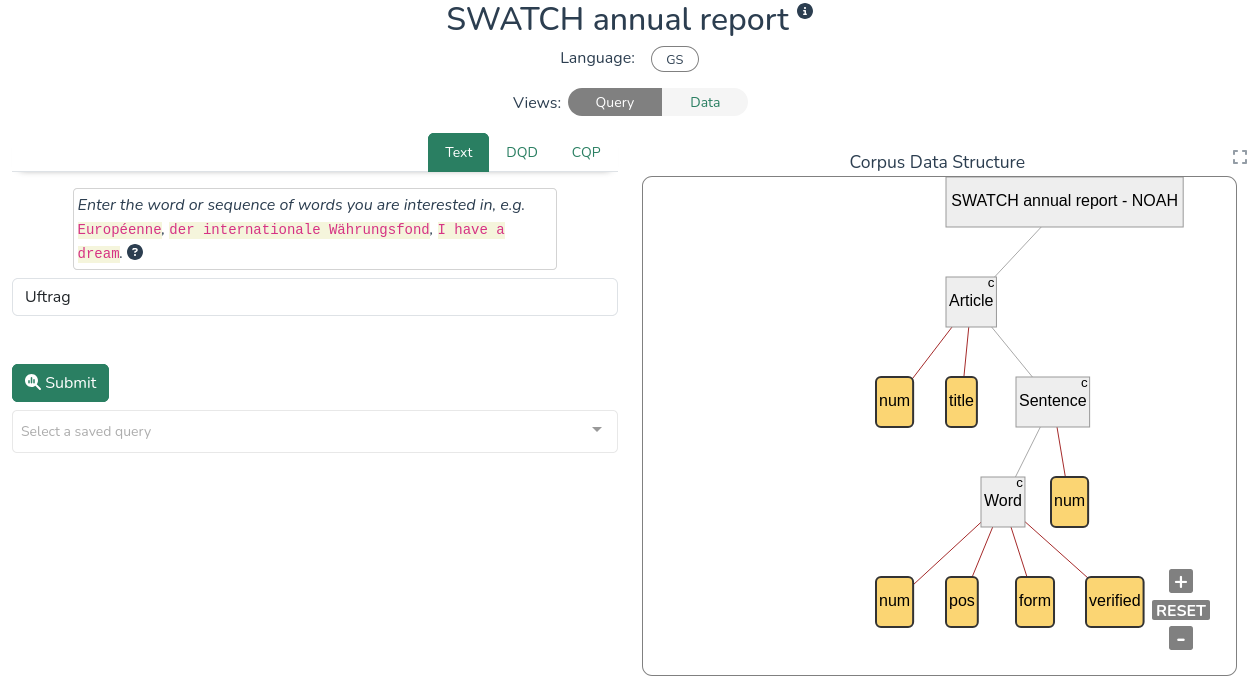 SWATCH annual report
Language: GS
Views: Query Data
Text DQD CQP
Enter the word or sequence of words you are interested in, e.g.
Européenne, der internationale Währungsfond, I have a
dream. ?
Uftrag
Submit
Select a saved query
Corpus Data Structure
SWATCH annual report - NOAH
c
Article
num title
c
Sentence
c
Word
num
num pos form verified
+
RESET
-